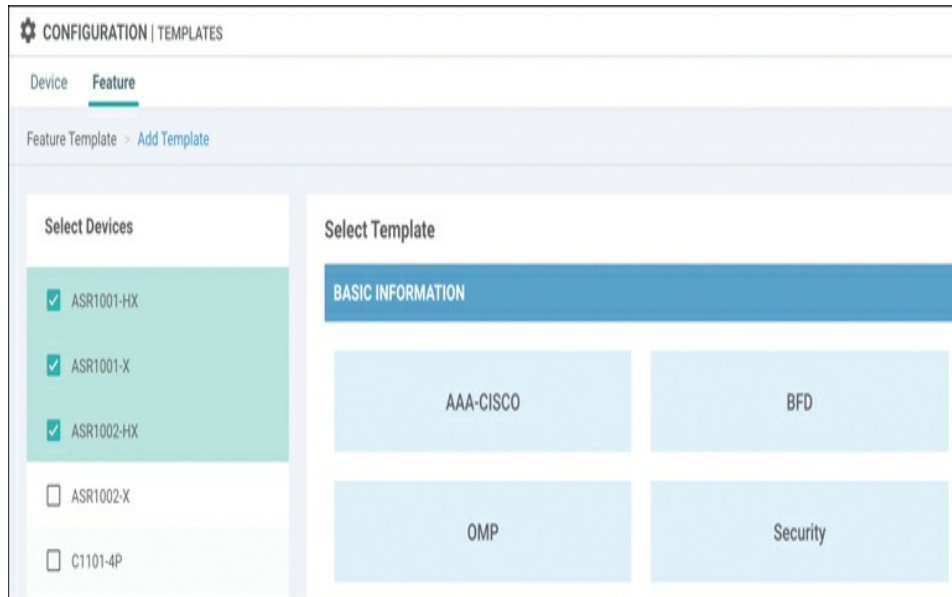 CONFIGURATION | TEMPLATES
Device Feature
Feature Template > Add Template
Select Devices
ASR1001-HX
ASR1001-X
ASR1002-HX
ASR1002-X
C1101-4P
Select Template
BASIC INFORMATION
AAA-CISCO BFD
OMP Security